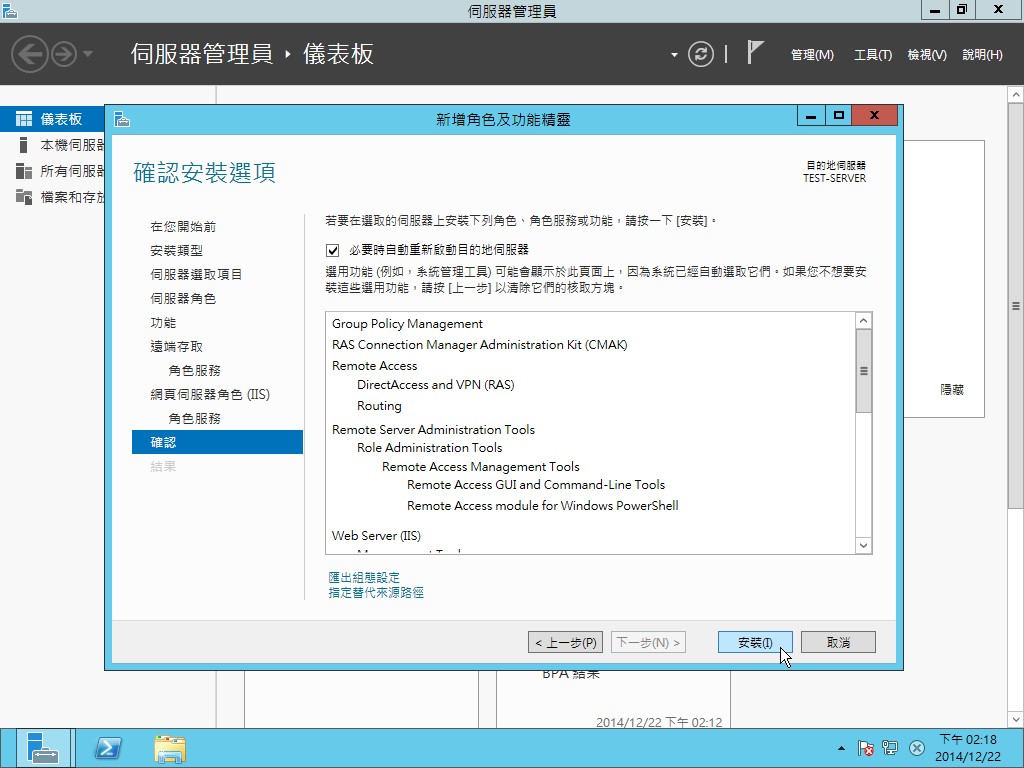 伺服器管理員
伺服器管理員 ‣ 儀表板
管理(M) 工具(T) 檢視(V) 說明(H)
儀表板
本機伺服器
所有伺服器
檔案和存放
新增角色及功能精靈
確認安裝選項
目的地伺服器
TEST-SERVER
在您開始前
安裝類型
伺服器選取項目
伺服器角色
功能
遠端存取
角色服務
網頁伺服器角色 (IIS)
角色服務
確認
結果
若要在選取的伺服器上安裝下列角色、角色服務或功能，請按一下 [安裝]。
必要時自動重新啟動目的地伺服器
選用功能 (例如，系統管理工具) 可能會顯示於此頁面上，因為系統已經自動選取它們。如果您不想要安
裝這些選用功能，請按 [上一步] 以清除它們的核取方塊。
Group Policy Management
RAS Connection Manager Administration Kit (CMAK)
Remote Access
DirectAccess and VPN (RAS)
Routing
Remote Server Administration Tools
Role Administration Tools
Remote Access Management Tools
Remote Access GUI and Command-Line Tools
Remote Access module for Windows PowerShell
Web Server (IIS)
匯出組態設定
指定替代來源路徑
< 上一步(P) 下一步(N) > 安裝(I) 取消
隱藏
BPA 結果
2014/12/22 下午 02:12
下午 02:18
2014/12/22